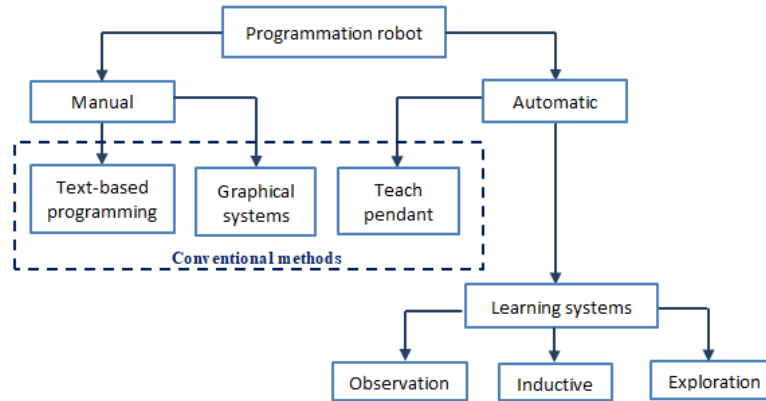 Programmation robot
Manual
Automatic
Text-based
programming
Graphical
systems
Teach
pendant
Conventional methods
Learning systems
Observation
Inductive
Exploration